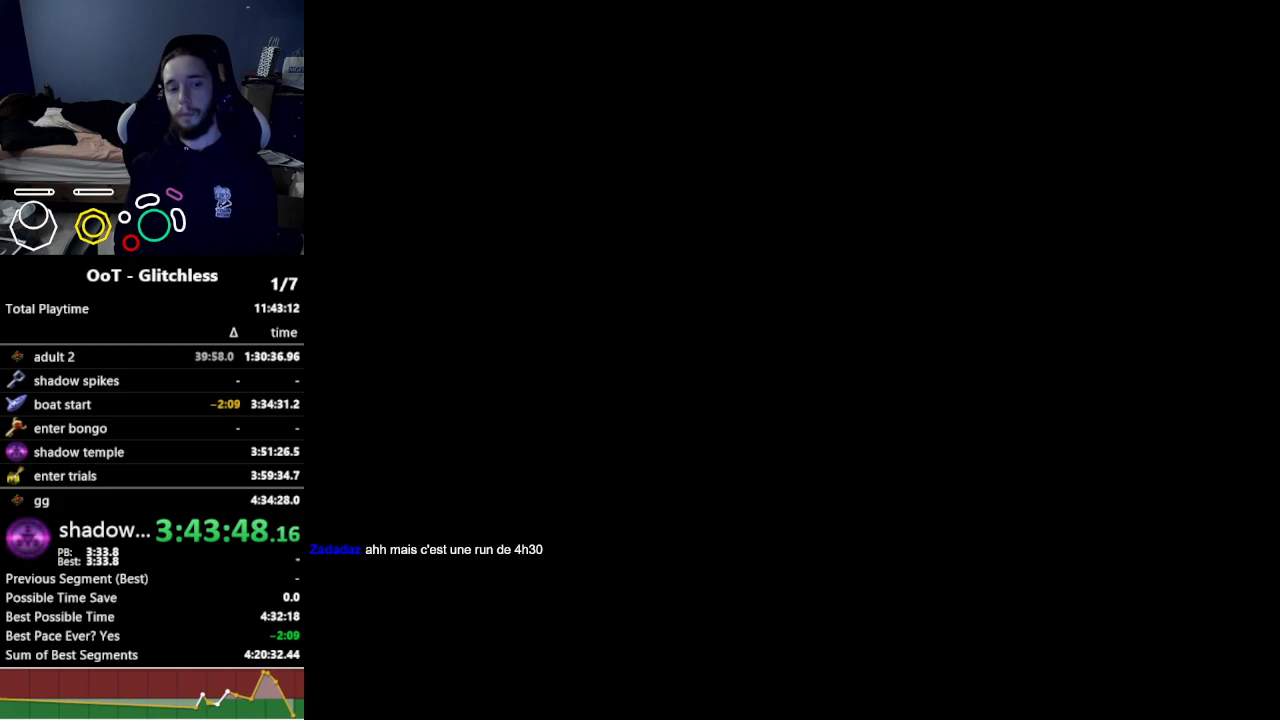 OoT - Glitchless
1/7
Total Playtime 11:43:12
Δ time
adult 2 39:58.0 1:30:36.96
shadow spikes - -
boat start −2:09 3:34:31.2
enter bongo - -
shadow temple 3:51:26.5
enter trials 3:59:34.7
gg 4:34:28.0
shadow... 3:43:48.16
PB: 3:33.8
Best: 3:33.8 -
Previous Segment (Best) -
Possible Time Save 0.0
Best Possible Time 4:32:18
Best Pace Ever? Yes −2:09
Sum of Best Segments 4:20:32.44
Zadadaz ahh mais c'est une run de 4h30